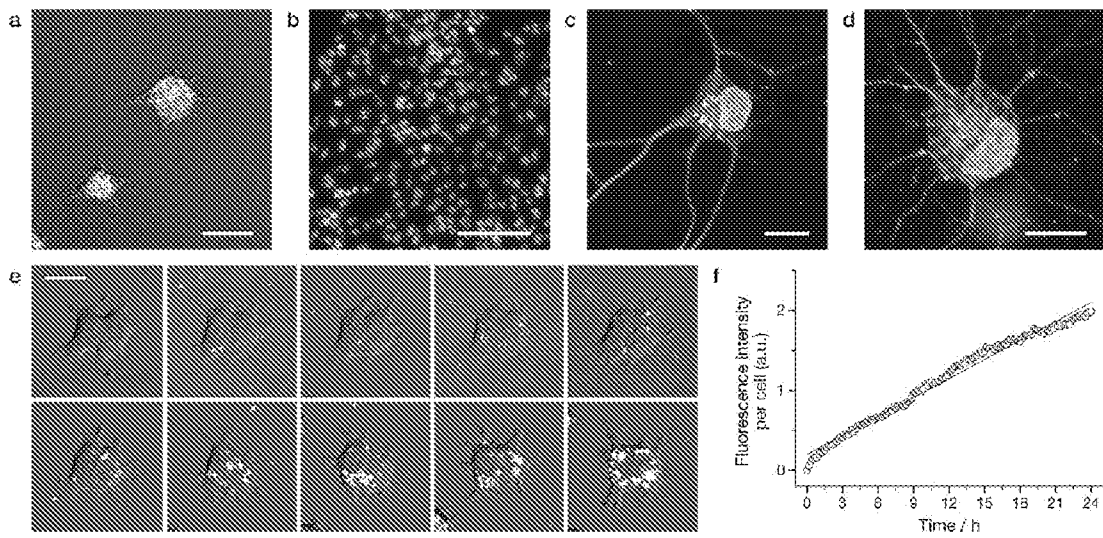 a
b
c
d
e
f
Fluorescence intensity
per cell (a.u.)
2
1
0
0 3 6 9 12 15 18 21 24
Time / h